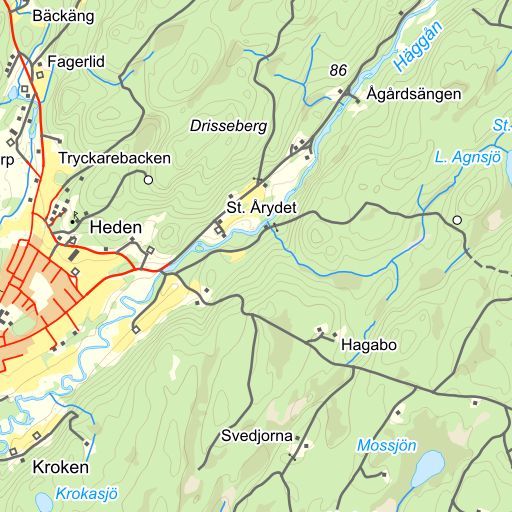 Bäckäng
Fagerlid
Häggån
86
Ågårdsängen
Drisseberg
St.
rp
Tryckarebacken
L. Agnsjö
St. Årydet
Heden
Hagabo
Svedjorna
Mossjön
Kroken
Krokasjö